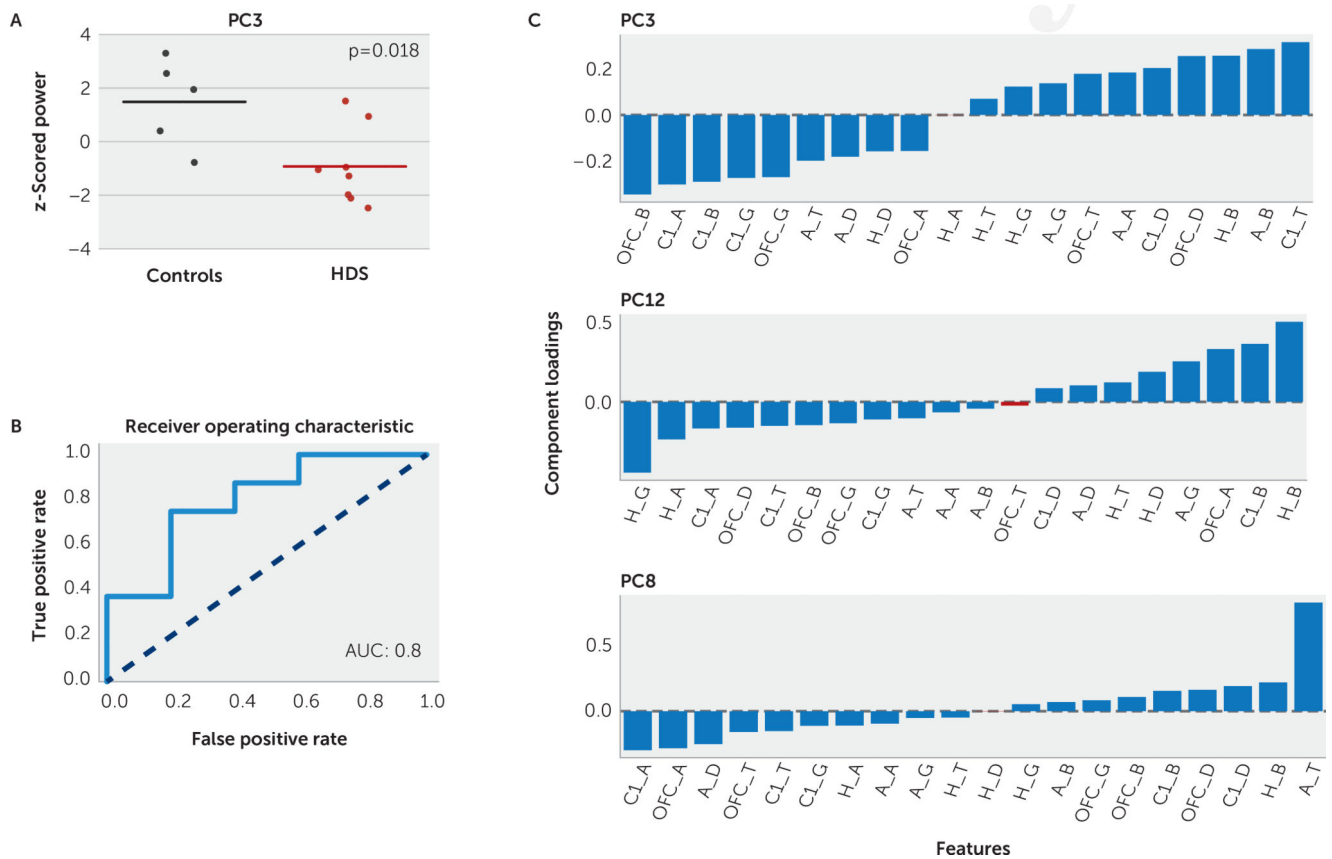 A
PC3
4
2
0
−2
−4
z-Scored power
p=0.018
Controls
HDS
B
Receiver operating characteristic
1.0
0.8
0.6
0.4
0.2
0.0
True positive rate
AUC: 0.8
0.0
0.2
0.4
0.6
0.8
1.0
False positive rate
C
PC3
0.2
0.0
−0.2
OFC_B
C1_A
C1_B
C1_G
OFC_G
A_T
A_D
H_D
OFC_A
H_A
H_T
H_G
A_G
OFC_T
A_A
C1_D
OFC_D
H_B
A_B
C1_T
PC12
Component loadings
0.5
0.0
H_G
H_A
C1_A
OFC_D
C1_T
OFC_B
OFC_G
C1_G
A_T
A_A
A_B
OFC_T
C1_D
A_D
H_T
H_D
A_G
OFC_A
C1_B
H_B
PC8
0.5
0.0
C1_A
OFC_A
A_D
OFC_T
C1_T
C1_G
H_A
A_A
A_G
H_T
H_D
H_G
A_B
OFC_G
OFC_B
C1_B
OFC_D
C1_D
H_B
A_T
Features